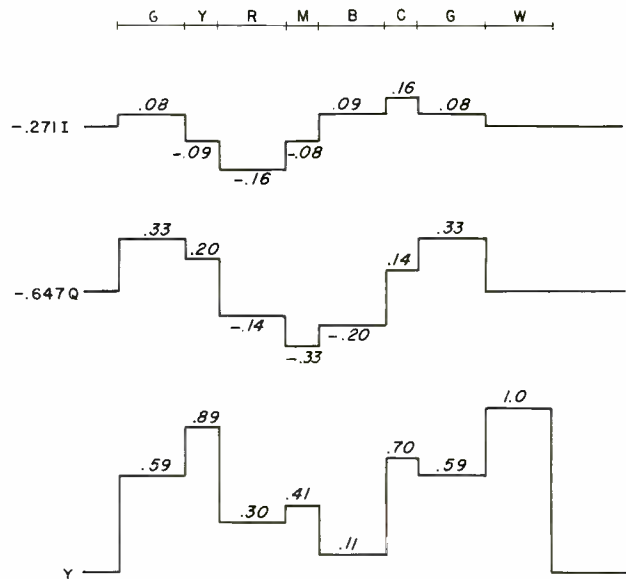 G Y R M B C G W
.16
.08 .09 .08
-.271I
-.09 -.08
-.16
.33 .33
.20 .14
-.647Q
-.14 -.20
-.33
1.0
.89
.70
.59 .59
.41
.30
.11
Y